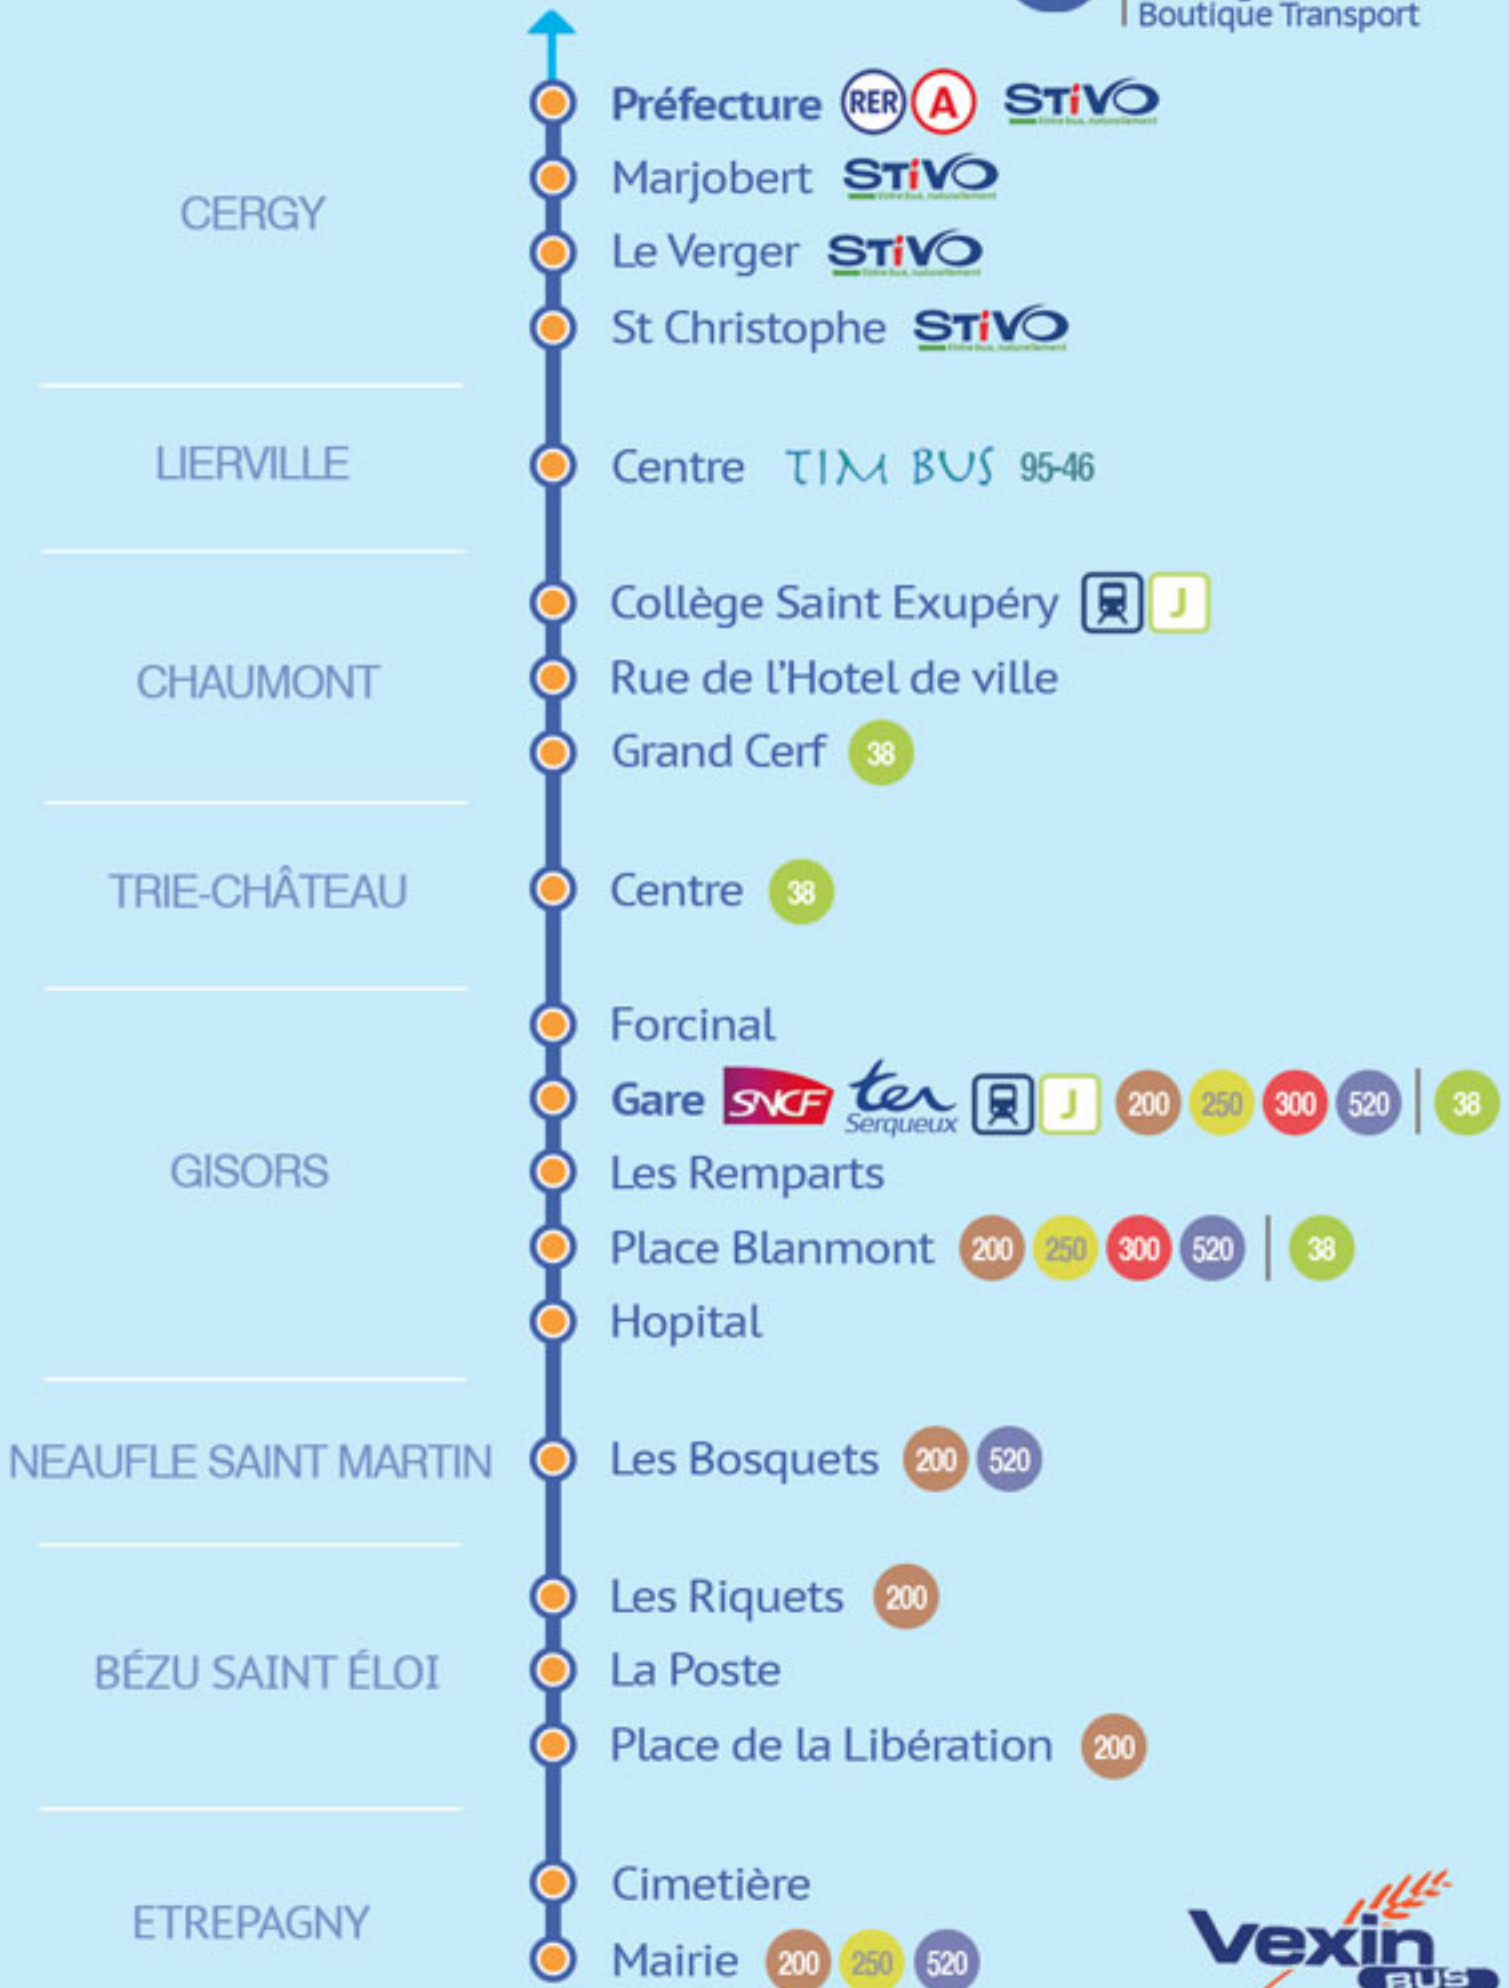 Boutique Transport
Préfecture RER A STiVO
CERGY
Marjobert STiVO
Le Verger STiVO
St Christophe STiVO
LIERVILLE
Centre TIM BUS 95-46
CHAUMONT
Collège Saint Exupéry J
Rue de l'Hotel de ville
Grand Cerf 38
TRIE-CHÂTEAU
Centre 38
GISORS
Forcinal
Gare SNCF ter Serqueux J 200 250 300 520 | 38
Les Remparts
Place Blanmont 200 250 300 520 | 38
Hopital
NEAUFLE SAINT MARTIN
Les Bosquets 200 520
BÉZU SAINT ÉLOI
Les Riquets 200
La Poste
Place de la Libération 200
ETREPAGNY
Cimetière
Mairie 200 250 520
Vexin
BUS